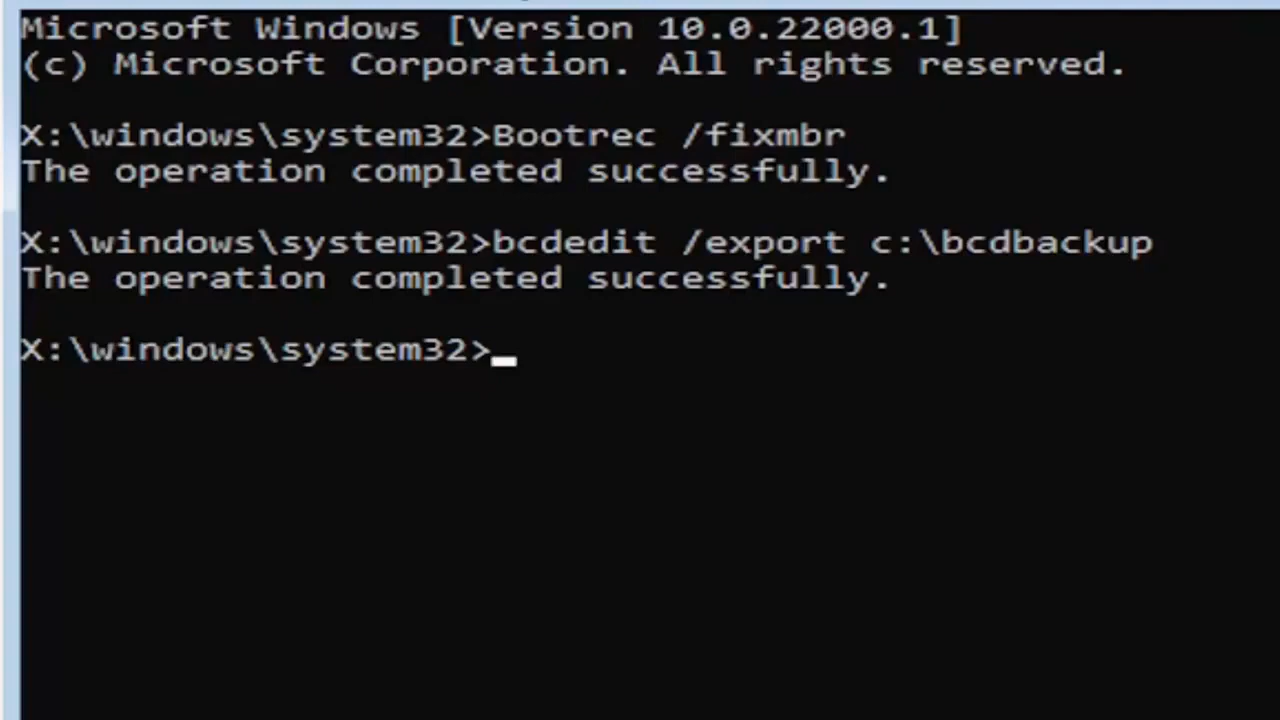 Microsoft Windows [Version 10.0.22000.1]
(c) Microsoft Corporation. All rights reserved.
X:\windows\system32>Bootrec /fixmbr
The operation completed successfully.
X:\windows\system32>bcdedit /export c:\bcdbackup
The operation completed successfully.
X:\windows\system32>